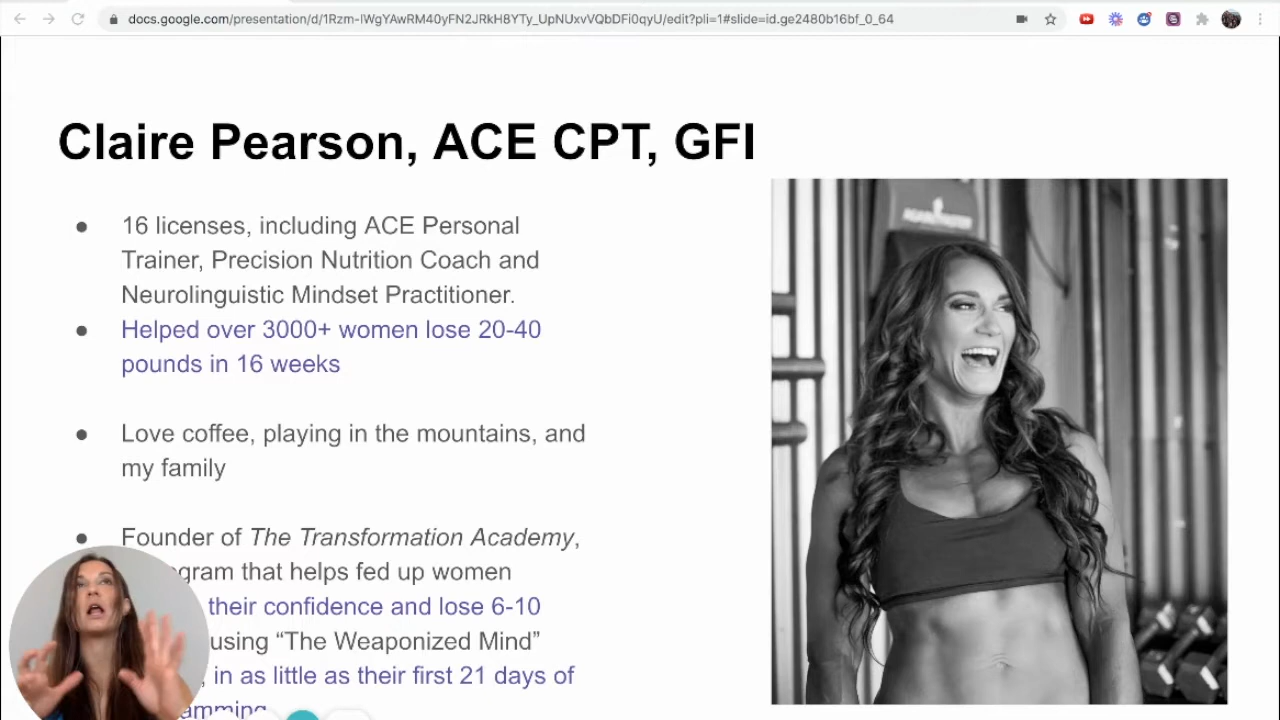 docs.google.com/presentation/d/1Rzm-IWgYAwRM40yFN2JRkH8YTy_UpNUxvVQbDFi0qyU/edit?pli=1#slide=id.ge2480b16bf_0_64
Claire Pearson, ACE CPT, GFI
● 16 licenses, including ACE Personal
Trainer, Precision Nutrition Coach and
Neurolinguistic Mindset Practitioner.
● Helped over 3000+ women lose 20-40
pounds in 16 weeks
● Love coffee, playing in the mountains, and
my family
● Founder of The Transformation Academy,
gram that helps fed up women
their confidence and lose 6-10
using “The Weaponized Mind”
, in as little as their first 21 days of
amming